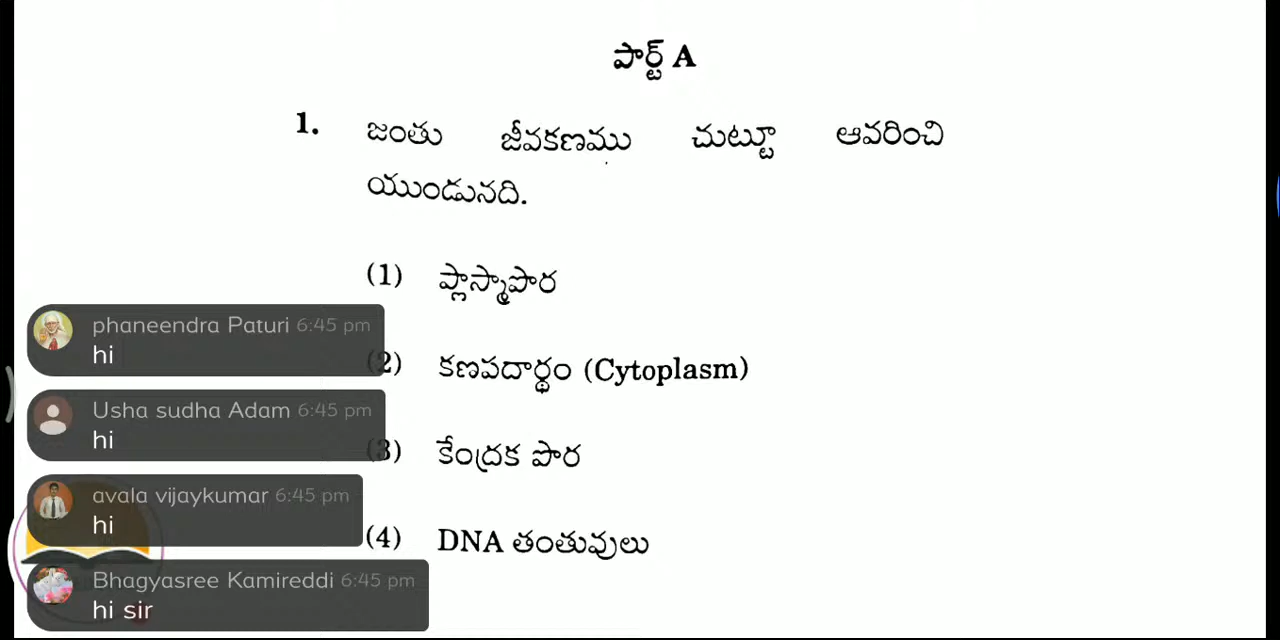 పార్ట్ A
1. జంతు జీవకణము చుట్టూ ఆవరించి
యుండునది.
(1) ప్లాస్మాపొర
(2) కణపదార్థం (Cytoplasm)
(3) కేంద్రక పొర
(4) DNA తంతువులు
phaneendra Paturi 6:45 pm
hi
Usha sudha Adam 6:45 pm
hi
avala vijaykumar 6:45 pm
hi
Bhagyasree Kamireddi 6:45 pm
hi sir